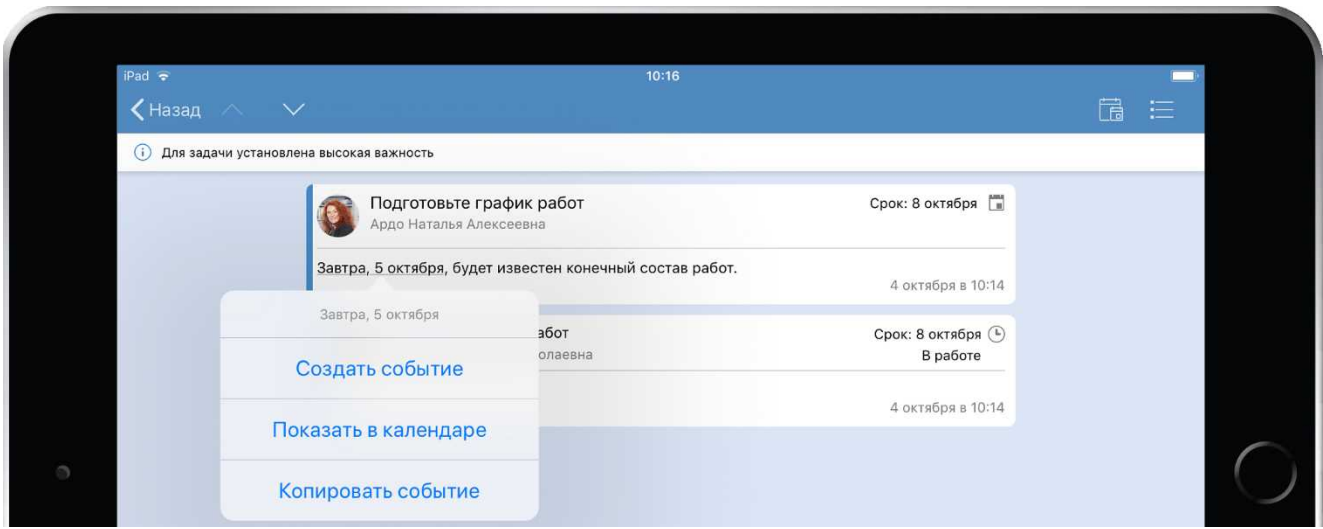 iPad
10:16
Назад
Для задачи установлена высокая важность
Подготовьте график работ
Срок: 8 октября
Ардо Наталья Алексеевна
Завтра, 5 октября, будет известен конечный состав работ.
4 октября в 10:14
Завтра, 5 октября
абот
Срок: 8 октября
олаевна
В работе
Создать событие
4 октября в 10:14
Показать в календаре
Копировать событие